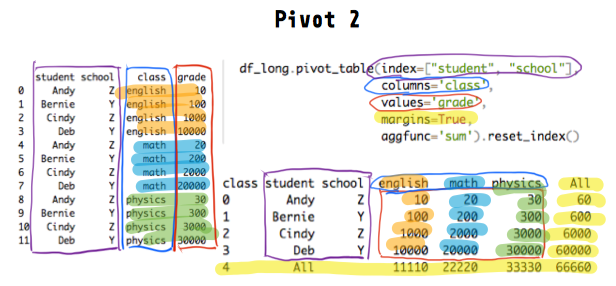 Pivot 2
student school class grade
0 Andy Z english 10
1 Bernie Y english 100
2 Cindy Z english 1000
3 Deb Y english 10000
4 Andy Z math 20
5 Bernie Y math 200
6 Cindy Z math 2000
7 Deb Y math 20000
8 Andy Z physics 30
9 Bernie Y physics 300
10 Cindy Z physics 3000
11 Deb Y physics 30000
df_long.pivot_table(index=["student", "school"],
columns='class',
values='grade',
margins=True,
aggfunc='sum').reset_index()
class student school english math physics All
0 Andy Z 10 20 30 60
1 Bernie Y 100 200 300 600
2 Cindy Z 1000 2000 3000 6000
3 Deb Y 10000 20000 30000 60000
4 All 11110 22220 33330 66660